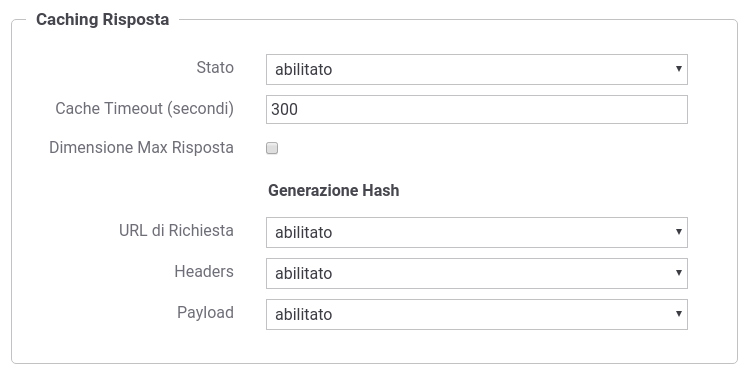 Caching Risposta
Stato abilitato
Cache Timeout (secondi) 300
Dimensione Max Risposta
Generazione Hash
URL di Richiesta abilitato
Headers abilitato
Payload abilitato